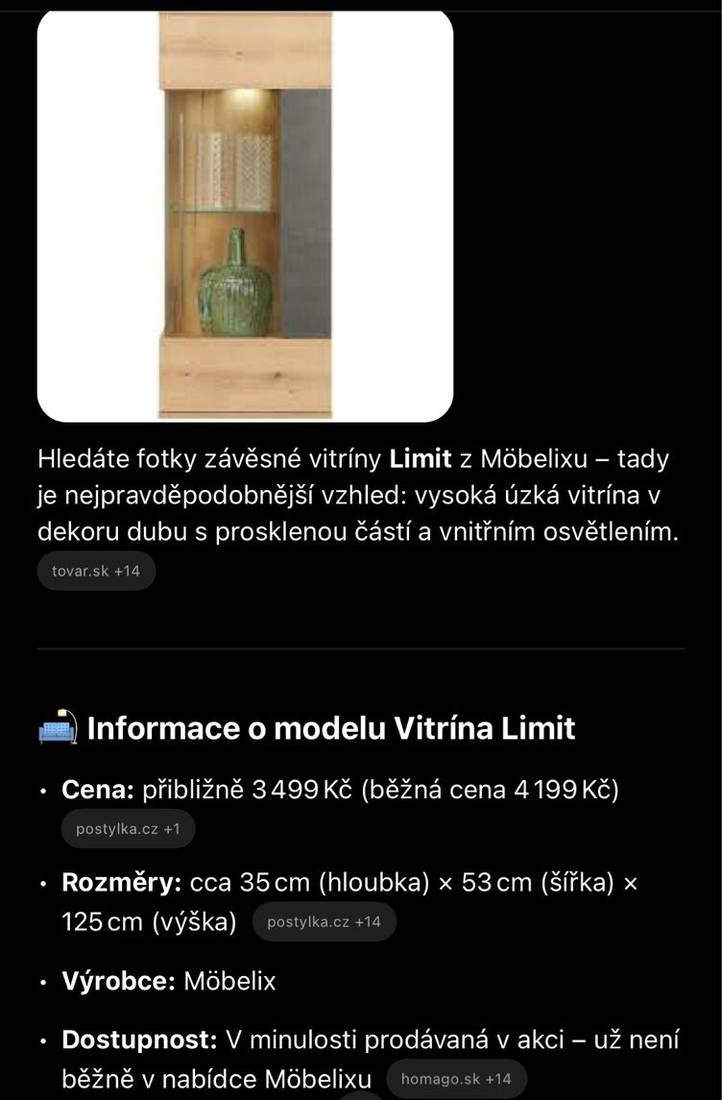 Hledáte fotky závěsné vitríny Limit z Möbelixu – tady
je nejpravděpodobnější vzhled: vysoká úzká vitrína v
dekoru dubu s prosklenou částí a vnitřním osvětlením.
tovar.sk +14
Informace o modelu Vitrína Limit
• Cena: přibližně 3 499 Kč (běžná cena 4 199 Kč)
postylka.cz +1
• Rozměry: cca 35 cm (hloubka) × 53 cm (šířka) ×
125 cm (výška) postylka.cz +14
• Výrobce: Möbelix
• Dostupnost: V minulosti prodávaná v akci – už není
běžně v nabídce Möbelixu homago.sk +14